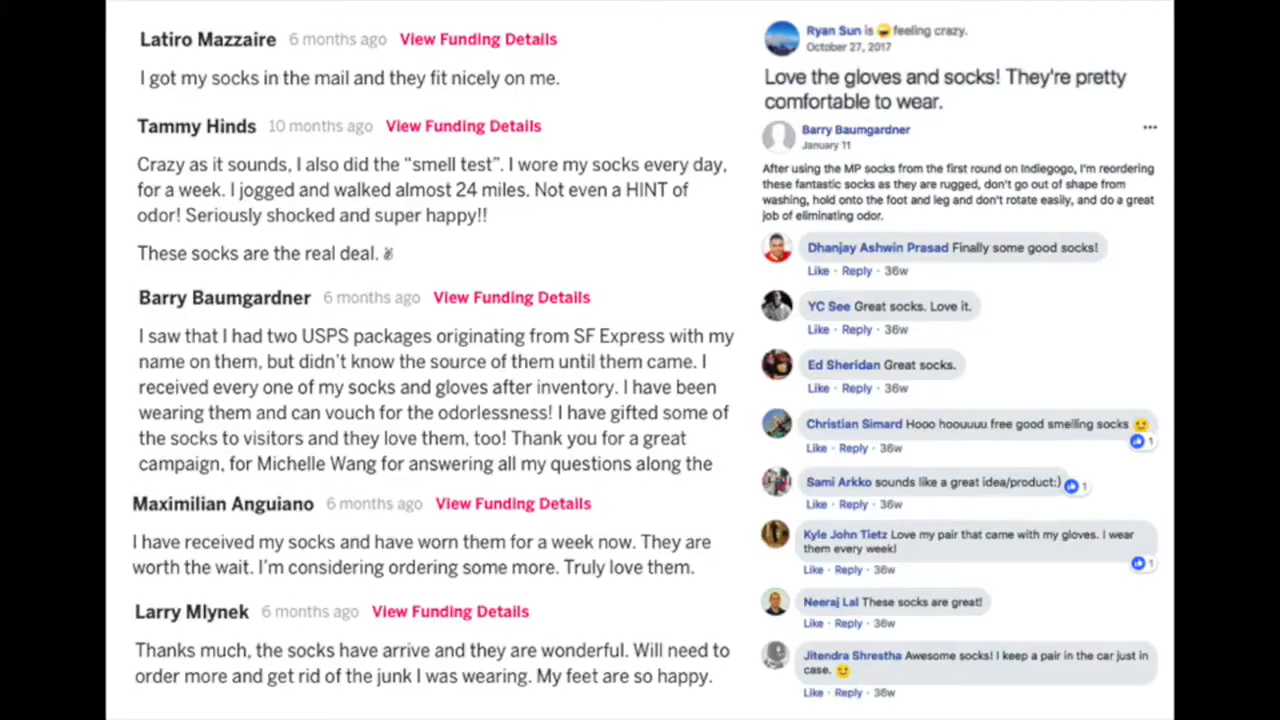 Latiro Mazzaire 6 months ago View Funding Details
I got my socks in the mail and they fit nicely on me.
Tammy Hinds 10 months ago View Funding Details
Crazy as it sounds, I also did the “smell test”. I wore my socks every day,
for a week. I jogged and walked almost 24 miles. Not even a HINT of
odor! Seriously shocked and super happy!!
These socks are the real deal. ✌
Barry Baumgardner 6 months ago View Funding Details
I saw that I had two USPS packages originating from SF Express with my
name on them, but didn't know the source of them until them came. I
received every one of my socks and gloves after inventory. I have been
wearing them and can vouch for the odorlessness! I have gifted some of
the socks to visitors and they love them, too! Thank you for a great
campaign, for Michelle Wang for answering all my questions along the
Maximilian Anguiano 6 months ago View Funding Details
I have received my socks and have worn them for a week now. They are
worth the wait. I'm considering ordering some more. Truly love them.
Larry Mlynek 6 months ago View Funding Details
Thanks much, the socks have arrive and they are wonderful. Will need to
order more and get rid of the junk I was wearing. My feet are so happy.
Ryan Sun is 😄 feeling crazy.
October 27, 2017
Love the gloves and socks! They're pretty
comfortable to wear.
Barry Baumgardner
January 11
After using the MP socks from the first round on Indiegogo, I'm reordering
these fantastic socks as they are rugged, don't go out of shape from
washing, hold onto the foot and leg and don't rotate easily, and do a great
job of eliminating odor.
Dhanjay Ashwin Prasad Finally some good socks!
Like · Reply · 36w
YC See Great socks. Love it.
Like · Reply · 36w
Ed Sheridan Great socks.
Like · Reply · 36w
Christian Simard Hooo hoouuuu free good smelling socks 🙂
1
Like · Reply · 36w
Sami Arkko sounds like a great idea/product:)
1
Like · Reply · 36w
Kyle John Tietz Love my pair that came with my gloves. I wear
them every week!
1
Like · Reply · 36w
Neeraj Lal These socks are great!
Like · Reply · 36w
Jitendra Shrestha Awesome socks! I keep a pair in the car just in
case. 😉
Like · Reply · 36w